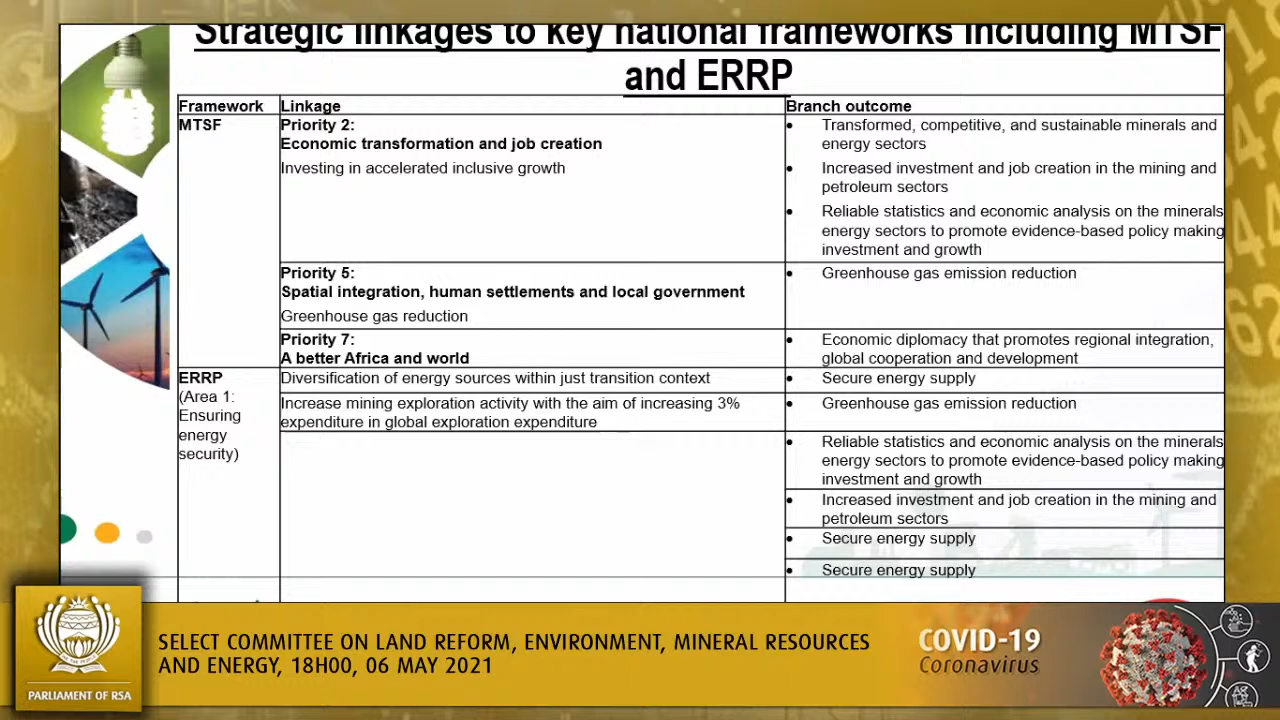 Strategic linkages to key national frameworks including MTSF
and ERRP
Framework
Linkage
Branch outcome
MTSF
Priority 2:
Economic transformation and job creation
Investing in accelerated inclusive growth
• Transformed, competitive, and sustainable minerals and
energy sectors
• Increased investment and job creation in the mining and
petroleum sectors
• Reliable statistics and economic analysis on the minerals
energy sectors to promote evidence-based policy making
investment and growth
Priority 5:
Spatial integration, human settlements and local government
Greenhouse gas reduction
• Greenhouse gas emission reduction
Priority 7:
A better Africa and world
• Economic diplomacy that promotes regional integration,
global cooperation and development
ERRP
(Area 1:
Ensuring
energy
security)
Diversification of energy sources within just transition context
• Secure energy supply
Increase mining exploration activity with the aim of increasing 3%
expenditure in global exploration expenditure
• Greenhouse gas emission reduction
• Reliable statistics and economic analysis on the minerals
energy sectors to promote evidence-based policy making
investment and growth
• Increased investment and job creation in the mining and
petroleum sectors
• Secure energy supply
• Secure energy supply
PARLIAMENT OF RSA
SELECT COMMITTEE ON LAND REFORM, ENVIRONMENT, MINERAL RESOURCES
AND ENERGY, 18H00, 06 MAY 2021
COVID-19
Coronavirus